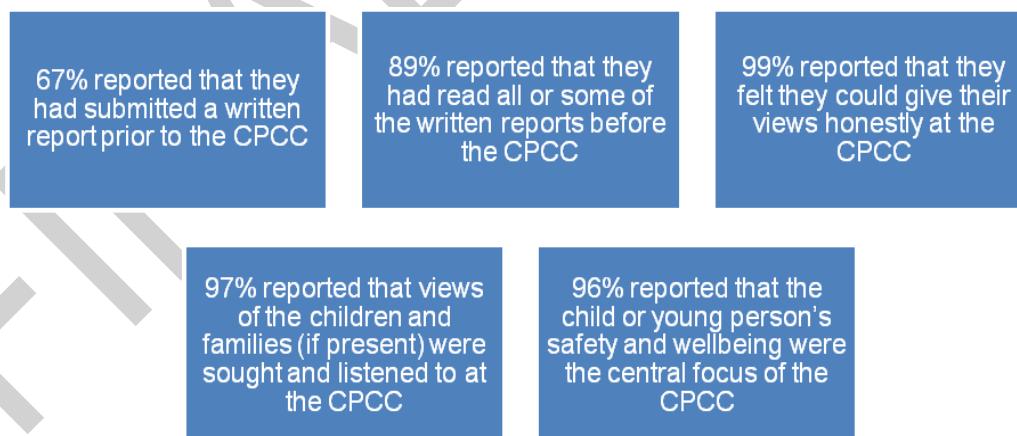 67% reported that they
had submitted a written
report prior to the CPCC
89% reported that they
had read all or some of
the written reports before
the CPCC
99% reported that they
felt they could give their
views honestly at the
CPCC
97% reported that views
of the children and
families (if present) were
sought and listened to at
the CPCC
96% reported that the
child or young person’s
safety and wellbeing were
the central focus of the
CPCC